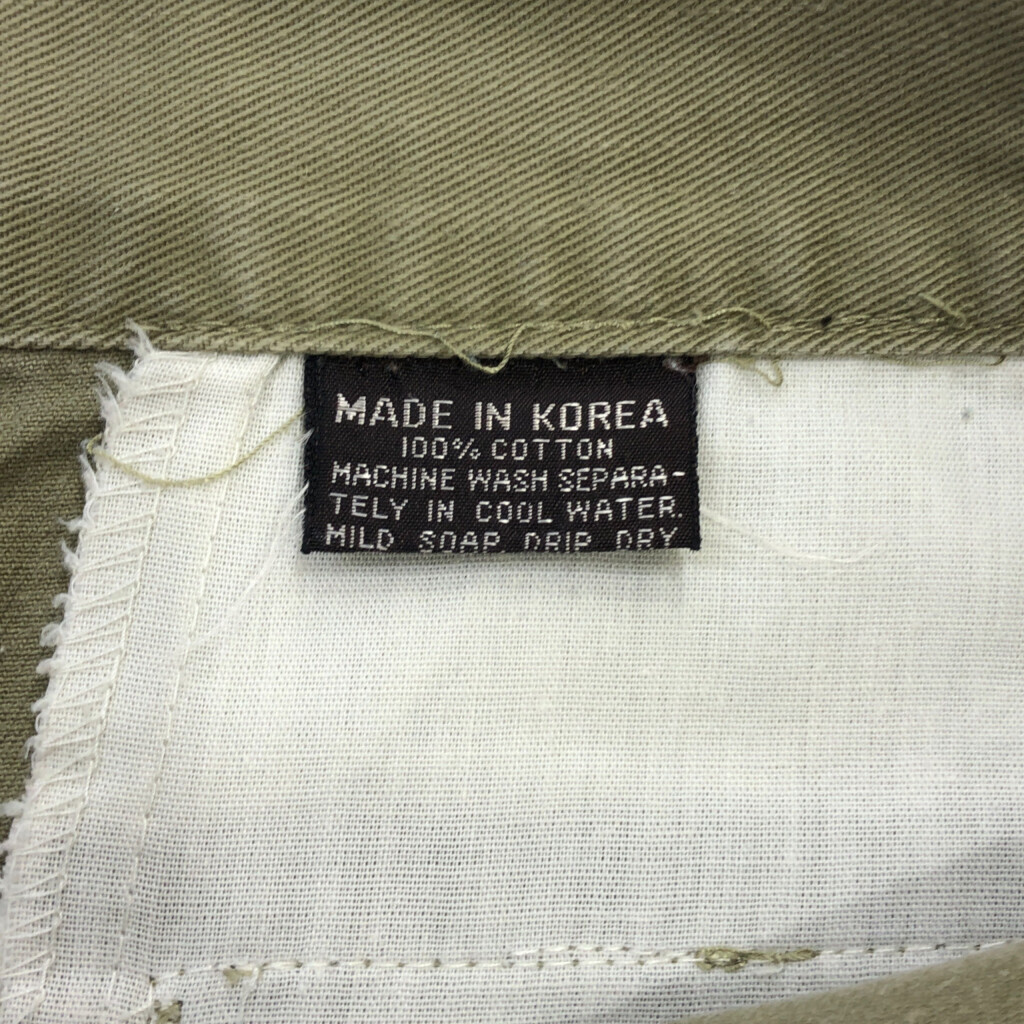 MADE IN KOREA
100% COTTON
MACHINE WASH SEPARA-
TELY IN COOL WATER.
MILD SOAP. DRIP DRY